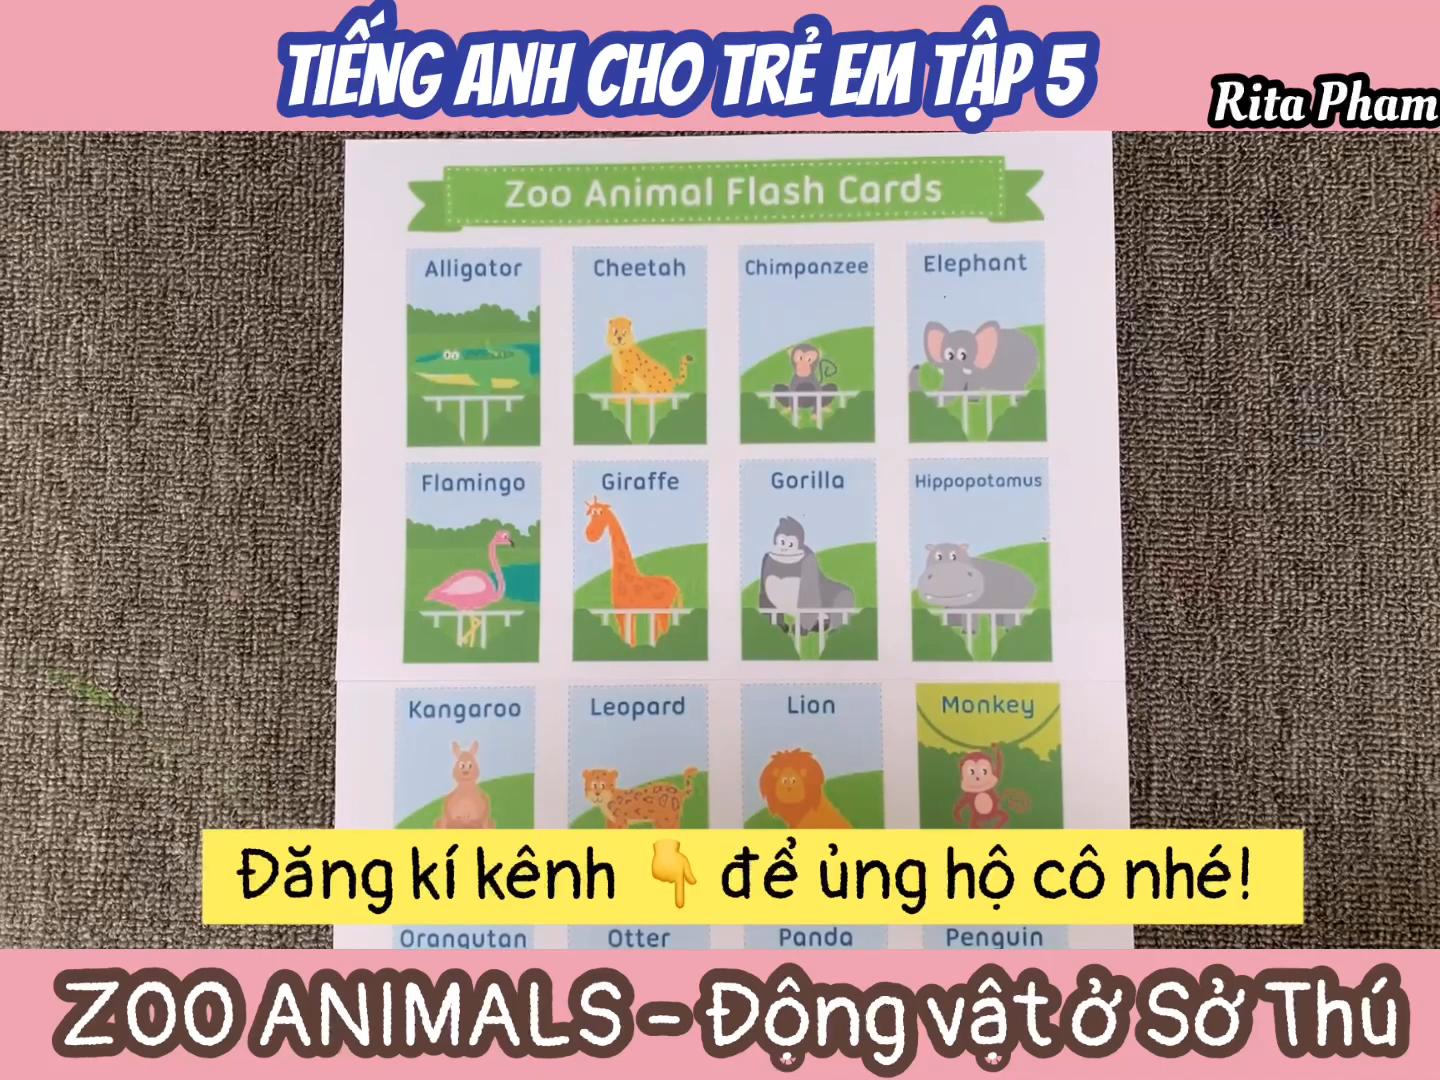 TIẾNG ANH CHO TRẺ EM TẬP 5
Rita Pham
Zoo Animal Flash Cards
Alligator Cheetah Chimpanzee Elephant
Flamingo Giraffe Gorilla Hippopotamus
Kangaroo Leopard Lion Monkey
Đăng kí kênh 👇 để ủng hộ cô nhé!
Orangutan Otter Panda Penguin
ZOO ANIMALS - Động vật ở Sở Thú